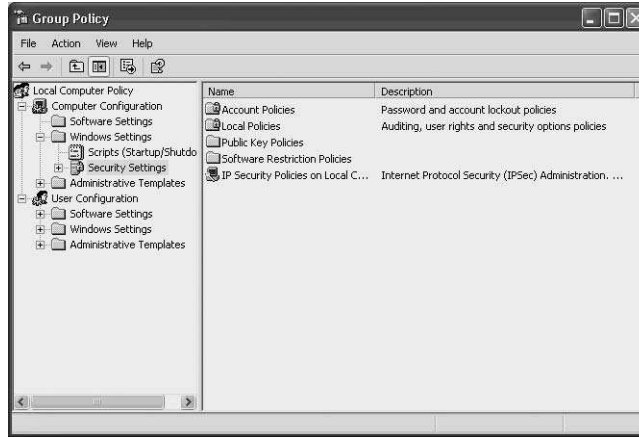 Group Policy
File Action View Help
Local Computer Policy
Computer Configuration
Software Settings
Windows Settings
Scripts (Startup/Shutdo
Security Settings
Administrative Templates
User Configuration
Software Settings
Windows Settings
Administrative Templates
Name Description
Account Policies Password and account lockout policies
Local Policies Auditing, user rights and security options policies
Public Key Policies
Software Restriction Policies
IP Security Policies on Local C... Internet Protocol Security (IPSec) Administration. ...